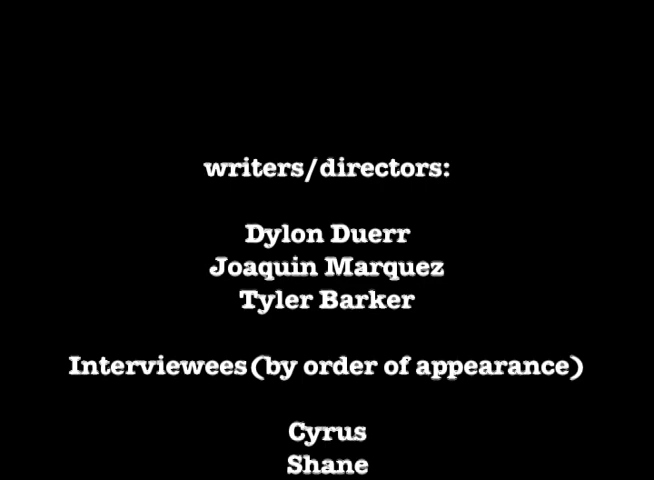 writers/directors:
Dylon Duerr
Joaquin Marquez
Tyler Barker
Interviewees(by order of appearance)
Cyrus
Shane